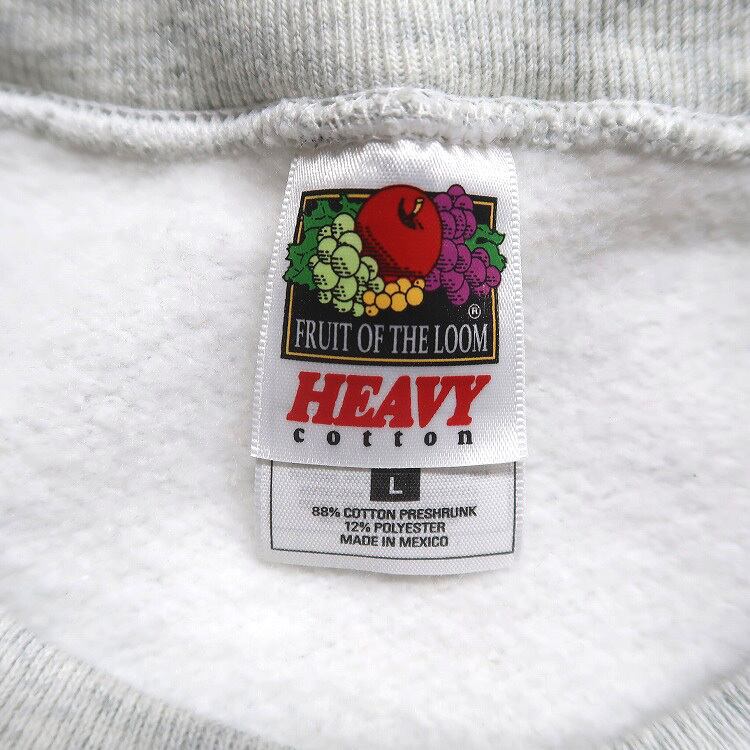 ®
FRUIT OF THE LOOM
HEAVY
cotton
L
88% COTTON PRESHRUNK
12% POLYESTER
MADE IN MEXICO